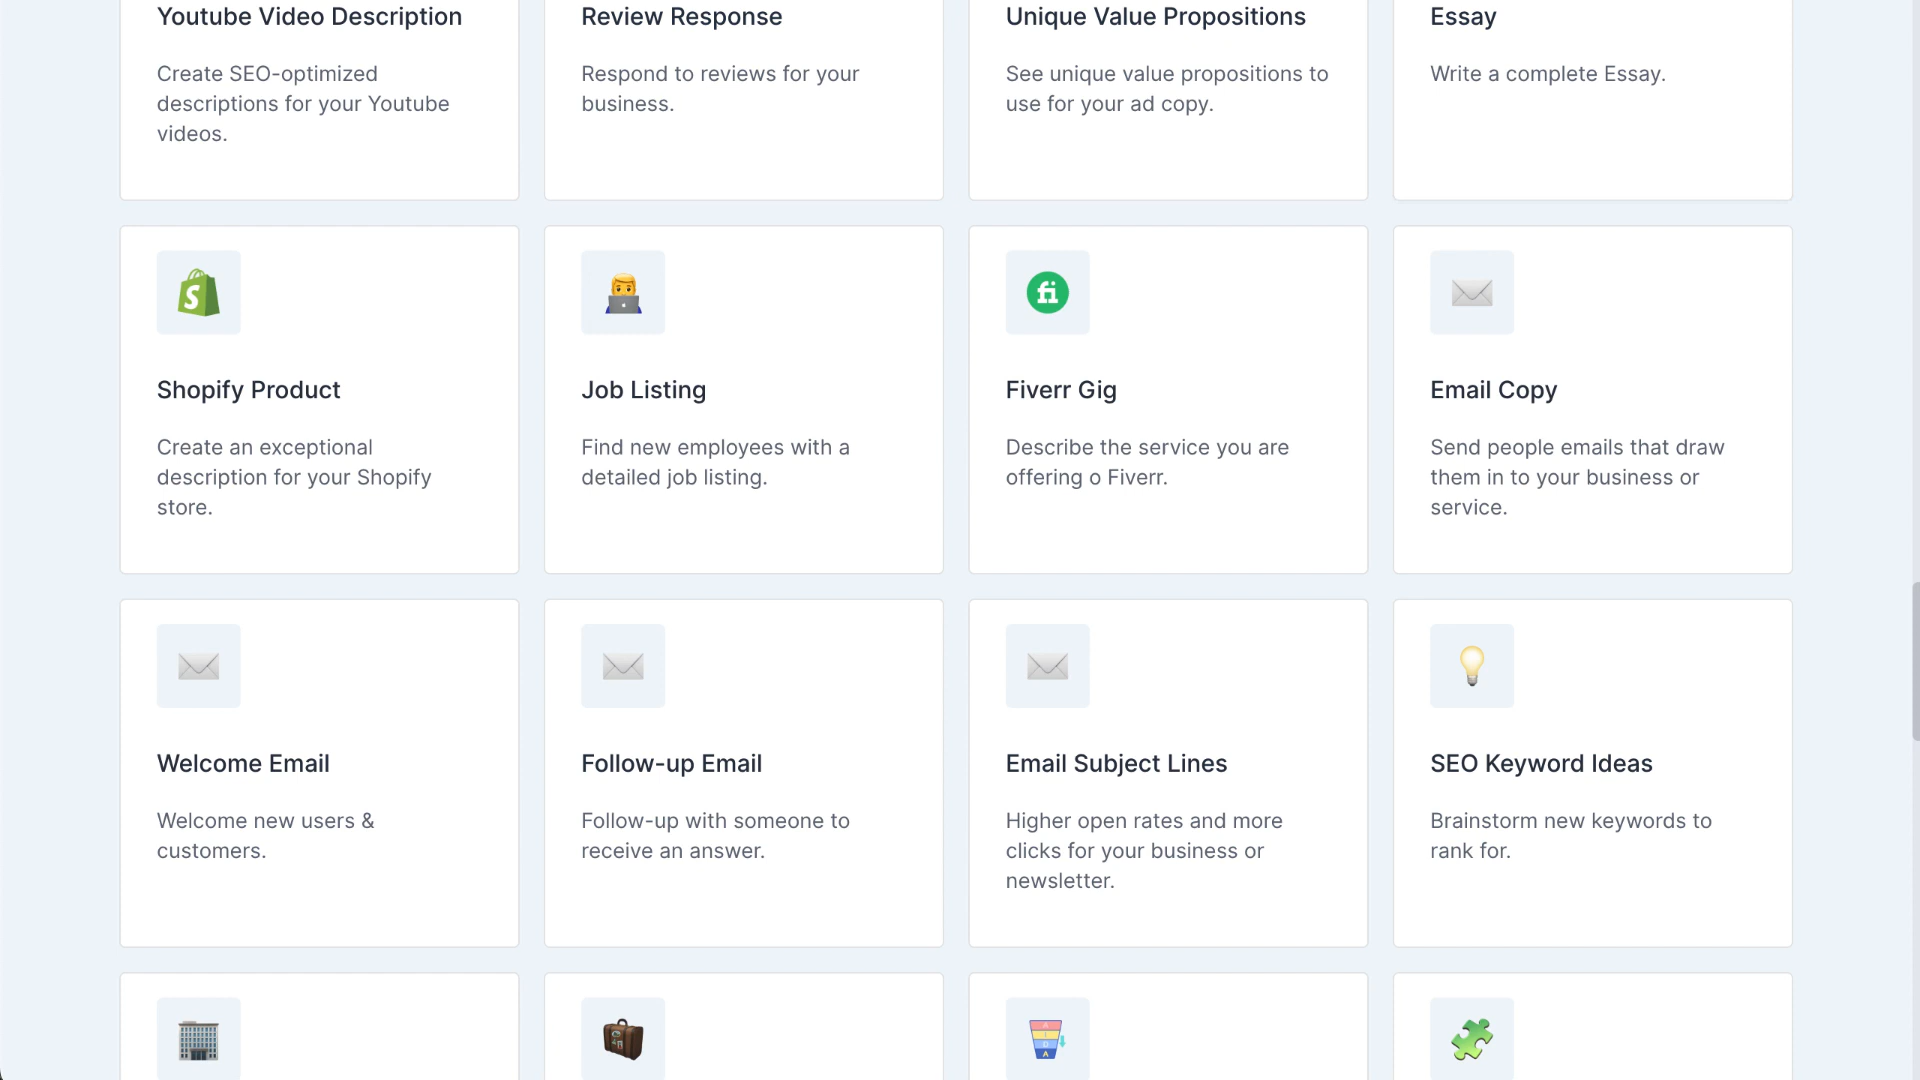 Youtube Video Description
Create SEO-optimized
descriptions for your Youtube
videos.
Review Response
Respond to reviews for your
business.
Unique Value Propositions
See unique value propositions to
use for your ad copy.
Essay
Write a complete Essay.
S
Shopify Product
Create an exceptional
description for your Shopify
store.
Job Listing
Find new employees with a
detailed job listing.
fi
Fiverr Gig
Describe the service you are
offering o Fiverr.
Email Copy
Send people emails that draw
them in to your business or
service.
Welcome Email
Welcome new users &
customers.
Follow-up Email
Follow-up with someone to
receive an answer.
Email Subject Lines
Higher open rates and more
clicks for your business or
newsletter.
SEO Keyword Ideas
Brainstorm new keywords to
rank for.
A
I
D
A